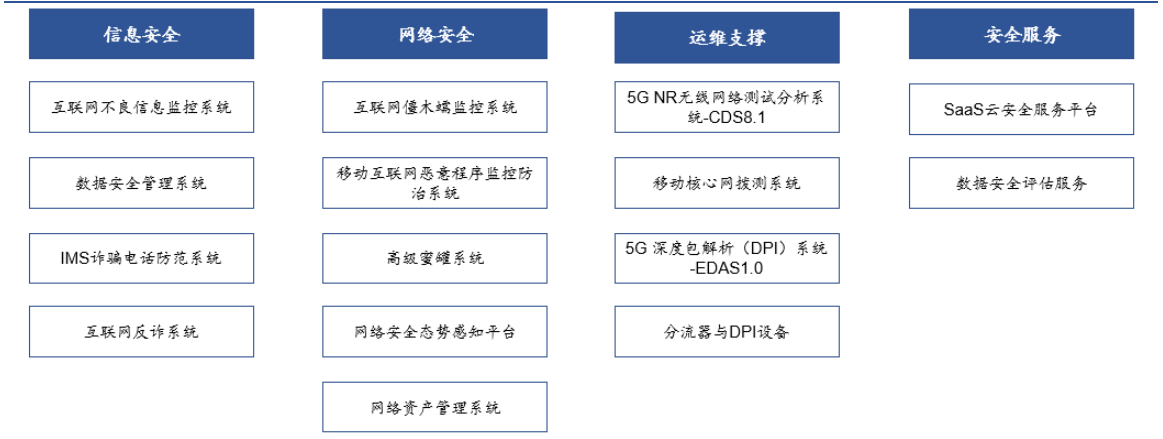 信息安全
互联网不良信息监控系统
数据安全管理系统
IMS诈骗电话防范系统
互联网反诈系统
网络安全
互联网僵木蠕监控系统
移动互联网恶意程序监控防
治系统
高级蜜罐系统
网络安全态势感知平台
网络资产管理系统
运维支撑
5G NR无线网络测试分析系
统-CDS8.1
移动核心网拨测系统
5G 深度包解析（DPI）系统
-EDAS1.0
分流器与DPI设备
安全服务
SaaS云安全服务平台
数据安全评估服务